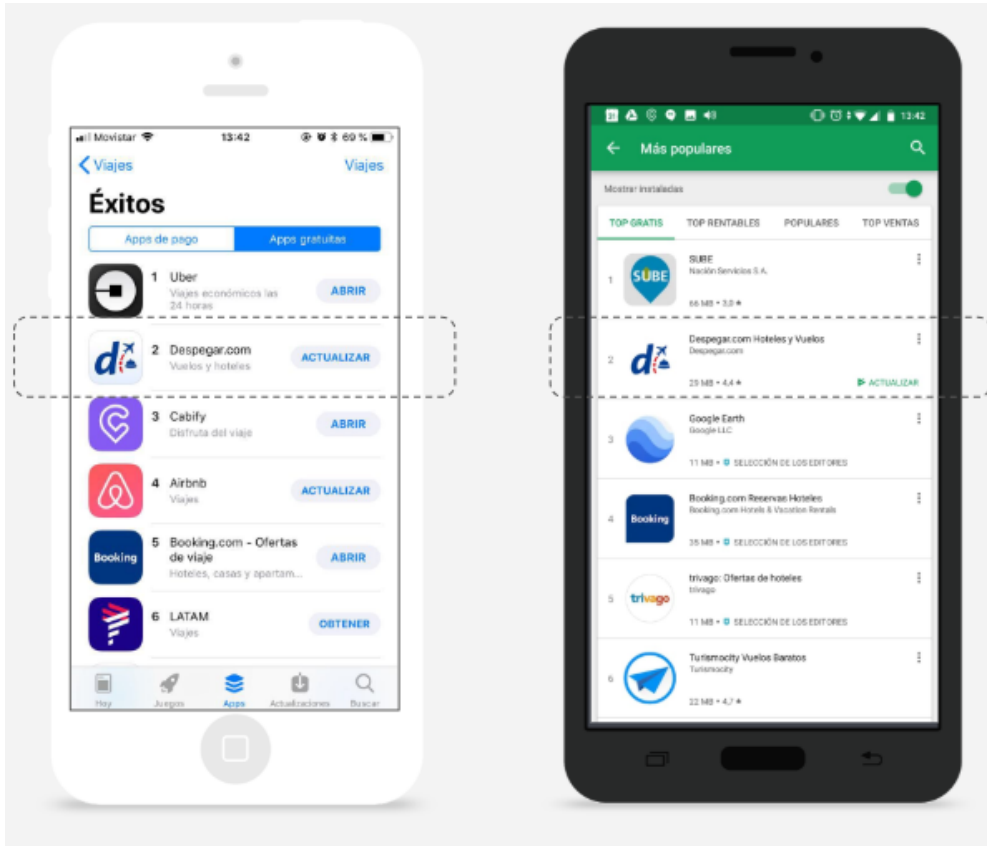 Movistar 13:42 69 %
Viajes Viajes
Éxitos
Apps de pago Apps gratuitas
1 Uber
Viajes económicos las
24 horas
ABRIR
2 Despegar.com
Vuelos y hoteles
ACTUALIZAR
3 Cabify
Disfruta del viaje
ABRIR
4 Airbnb
Viajes
ACTUALIZAR
Booking
5 Booking.com - Ofertas
de viaje
Hoteles, casas y apartam...
ABRIR
6 LATAM
Viajes
OBTENER
Hoy Juegos Apps Actualizaciones Buscar
31 13:42
Más populares
Mostrar instaladas
TOP GRATIS TOP RENTABLES POPULARES TOP VENTAS
1 SUBE
SUBE
Nación Servicios S.A.
66 MB • 3,0 ★
2 Despegar.com Hoteles y Vuelos
Despegar.com
29 MB • 4,4 ★
ACTUALIZAR
3 Google Earth
Google LLC
11 MB • SELECCIÓN DE LOS EDITORES
4 Booking
Booking.com Reservas Hoteles
Booking.com Hotels & Vacation Rentals
35 MB • SELECCIÓN DE LOS EDITORES
5 trivago
trivago: Ofertas de hoteles
trivago
11 MB • SELECCIÓN DE LOS EDITORES
6 Turismocity Vuelos Baratos
Turismocity
22 MB • 4,7 ★